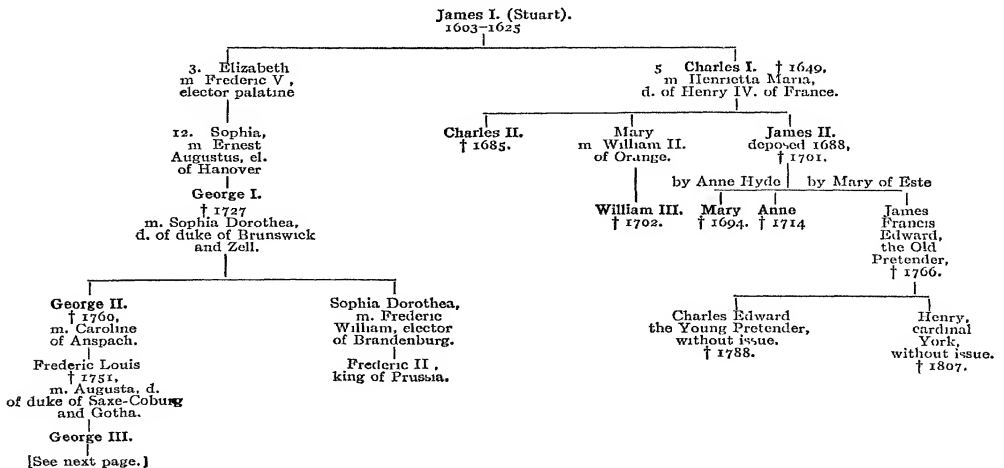 James I. (Stuart).
1603–1625
3. Elizabeth
m Frederic V,
elector palatine
5 Charles I. † 1649,
m Henrietta Maria,
d. of Henry IV. of France.
12. Sophia,
m Ernest
Augustus, el.
of Hanover
Charles II.
† 1685.
Mary
m William II.
of Orange.
James II.
deposed 1688,
† 1701.
by Anne Hyde
by Mary of Este
George I.
† 1727
m. Sophia Dorothea,
d. of duke of Brunswick
and Zell.
William III.
† 1702.
Mary
† 1694.
Anne
† 1714
James
Francis
Edward,
the Old
Pretender,
† 1766.
George II.
† 1760,
m. Caroline
of Anspach.
Sophia Dorothea,
m. Frederic
William, elector
of Brandenburg.
Charles Edward
the Young Pretender,
without issue.
† 1788.
Henry,
cardinal
York,
without issue.
† 1807.
Frederic Louis
† 1751,
m. Augusta, d.
of duke of Saxe-Coburg
and Gotha.
Frederic II,
king of Prussia.
George III.
[See next page.]